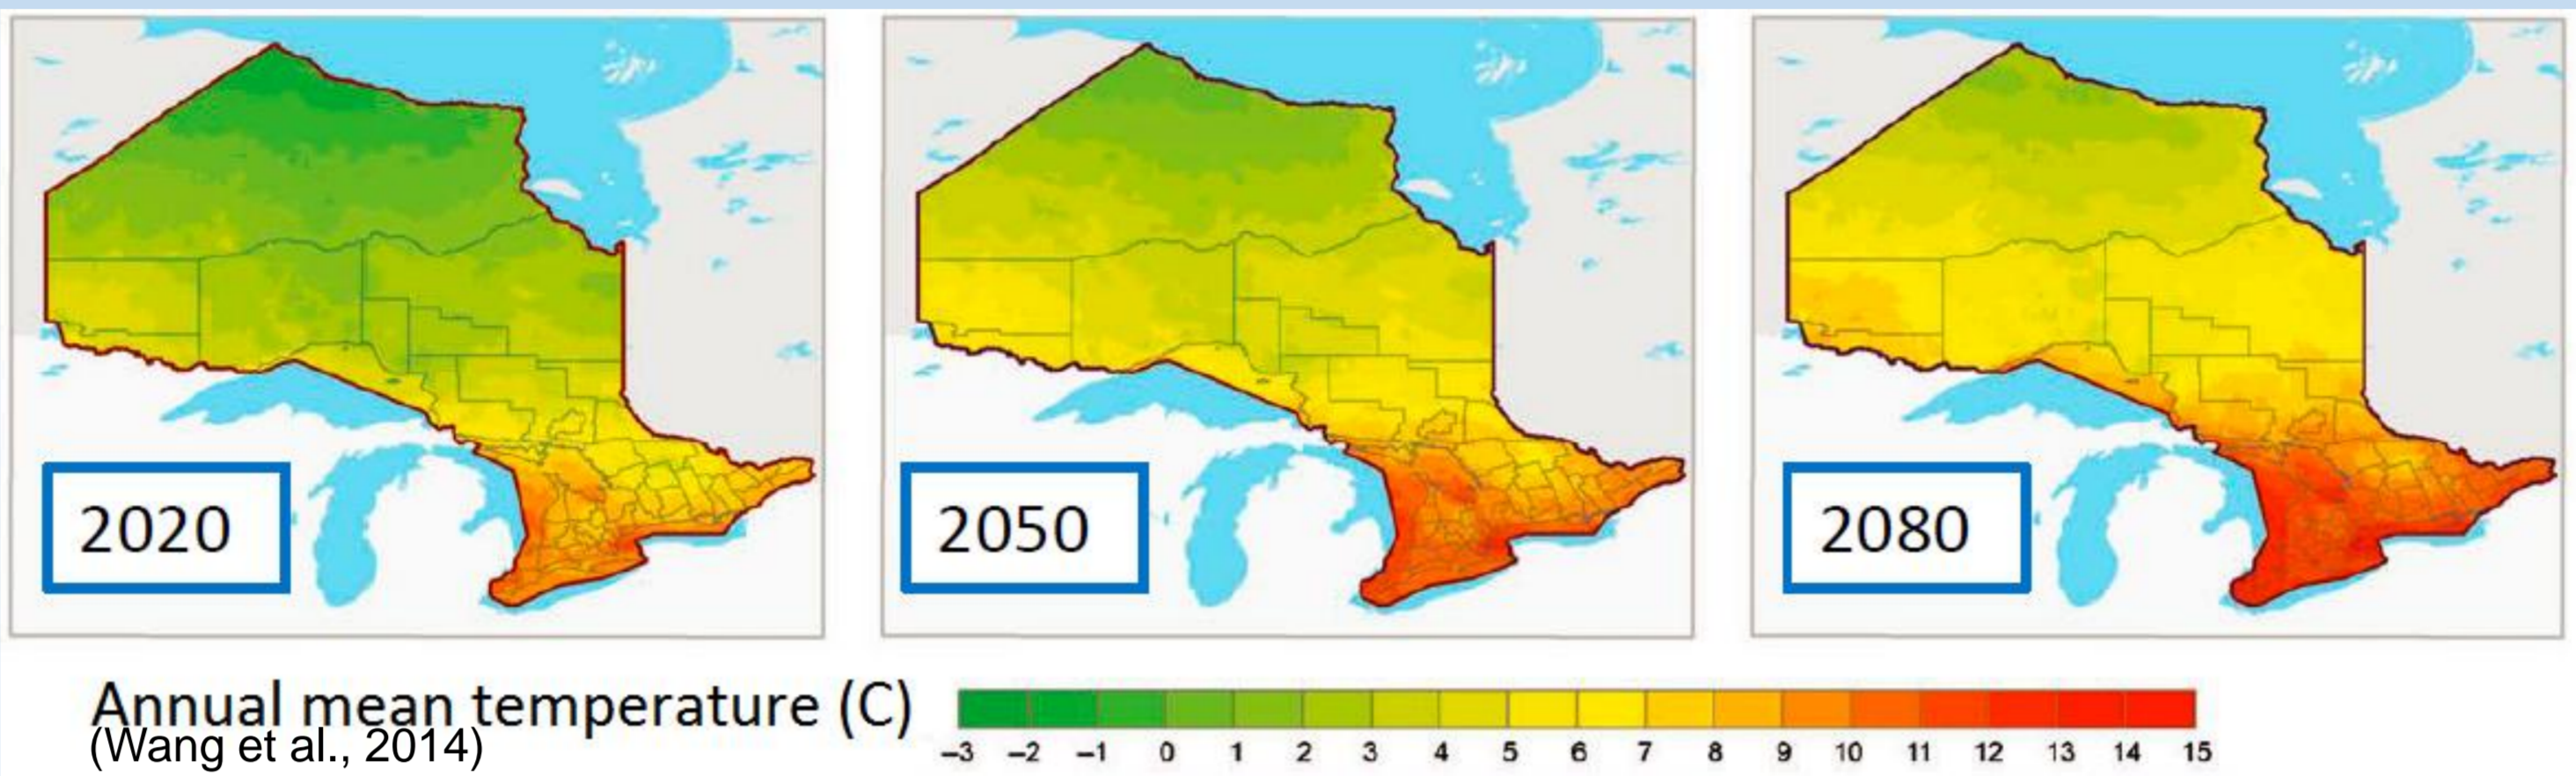 2020
2050
2080
Annual mean temperature (C)
(Wang et al., 2014)
–3 –2 –1 0 1 2 3 4 5 6 7 8 9 10 11 12 13 14 15